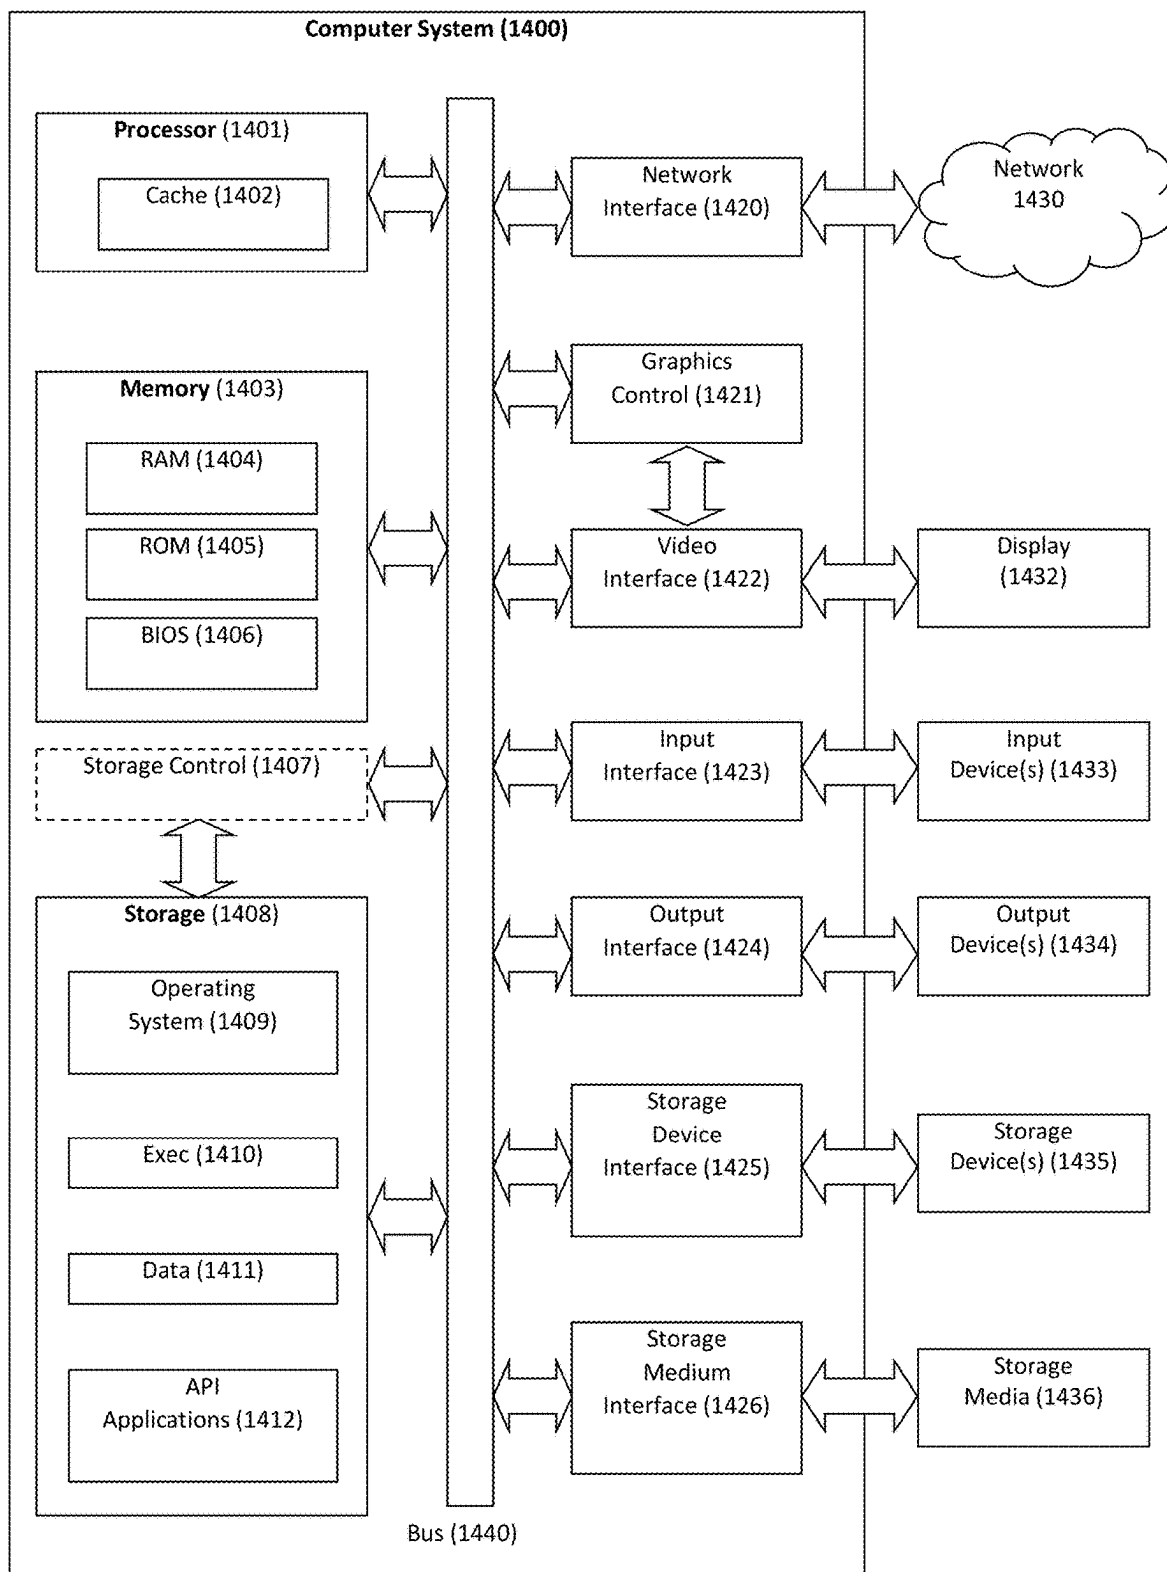 Computer System (1400)
Processor (1401)
Cache (1402)
Memory (1403)
RAM (1404)
ROM (1405)
BIOS (1406)
Storage Control (1407)
Storage (1408)
Operating
System (1409)
Exec (1410)
Data (1411)
API
Applications (1412)
Bus (1440)
Network
Interface (1420)
Graphics
Control (1421)
Video
Interface (1422)
Input
Interface (1423)
Output
Interface (1424)
Storage
Device
Interface (1425)
Storage
Medium
Interface (1426)
Network
1430
Display
(1432)
Input
Device(s) (1433)
Output
Device(s) (1434)
Storage
Device(s) (1435)
Storage
Media (1436)